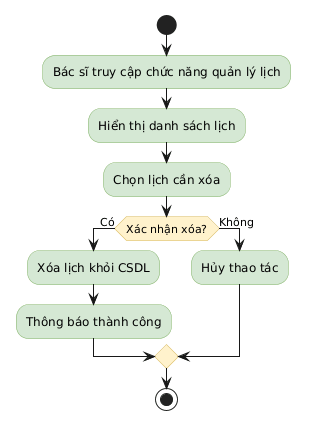 Bác sĩ truy cập chức năng quản lý lịch
Hiển thị danh sách lịch
Chọn lịch cần xóa
Xác nhận xóa?
Có
Không
Xóa lịch khỏi CSDL
Hủy thao tác
Thông báo thành công